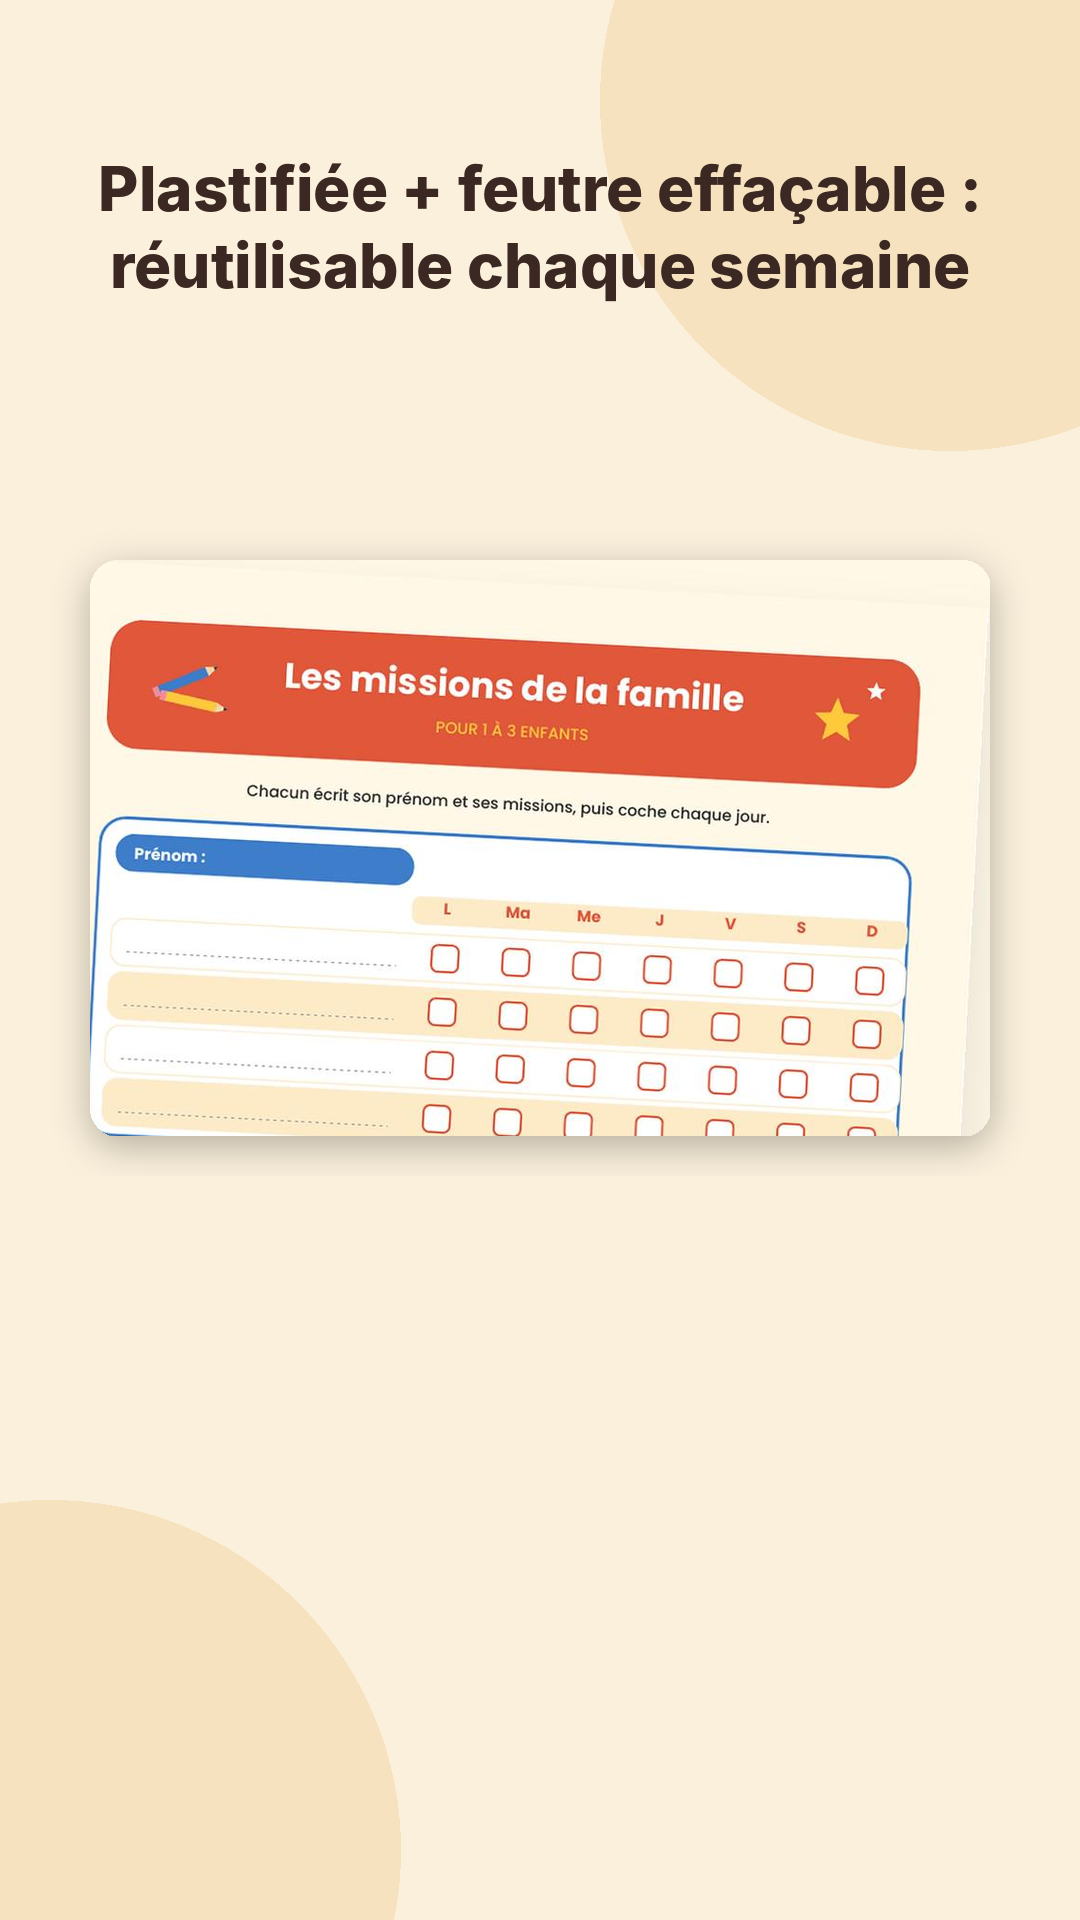 Plastifiée + feutre effaçable :
réutilisable chaque semaine
Les missions de la famille
POUR 1 À 3 ENFANTS
Chacun écrit son prénom et ses missions, puis coche chaque jour.
Prénom :
L Ma Me J V S D